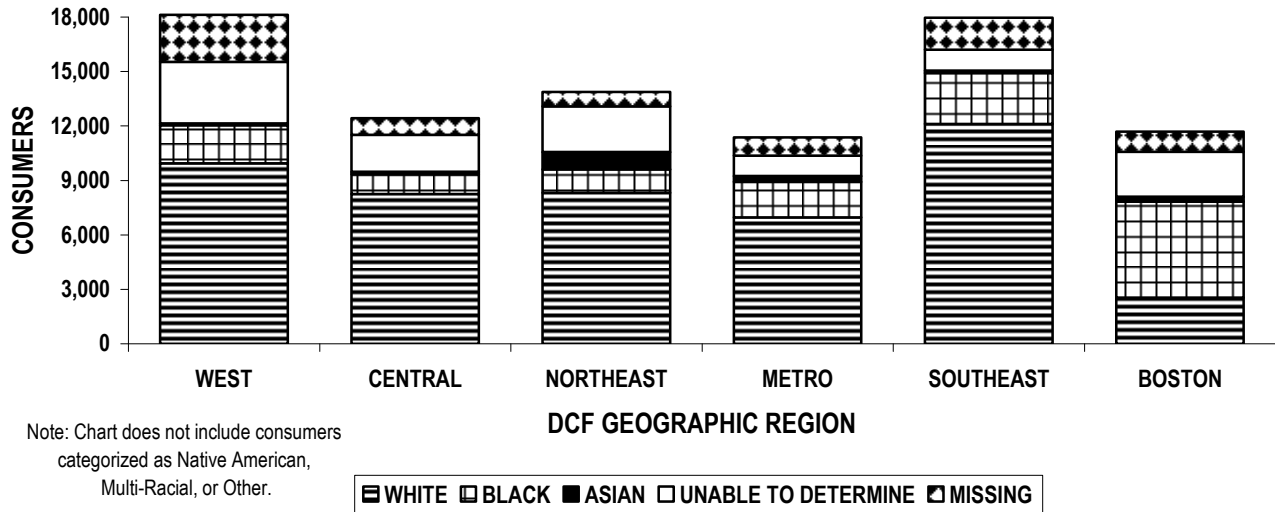 18,000
15,000
12,000
9,000
6,000
3,000
0
CONSUMERS
WEST CENTRAL NORTHEAST METRO SOUTHEAST BOSTON
DCF GEOGRAPHIC REGION
Note: Chart does not include consumers
categorized as Native American,
Multi-Racial, or Other.
WHITE BLACK ASIAN UNABLE TO DETERMINE MISSING